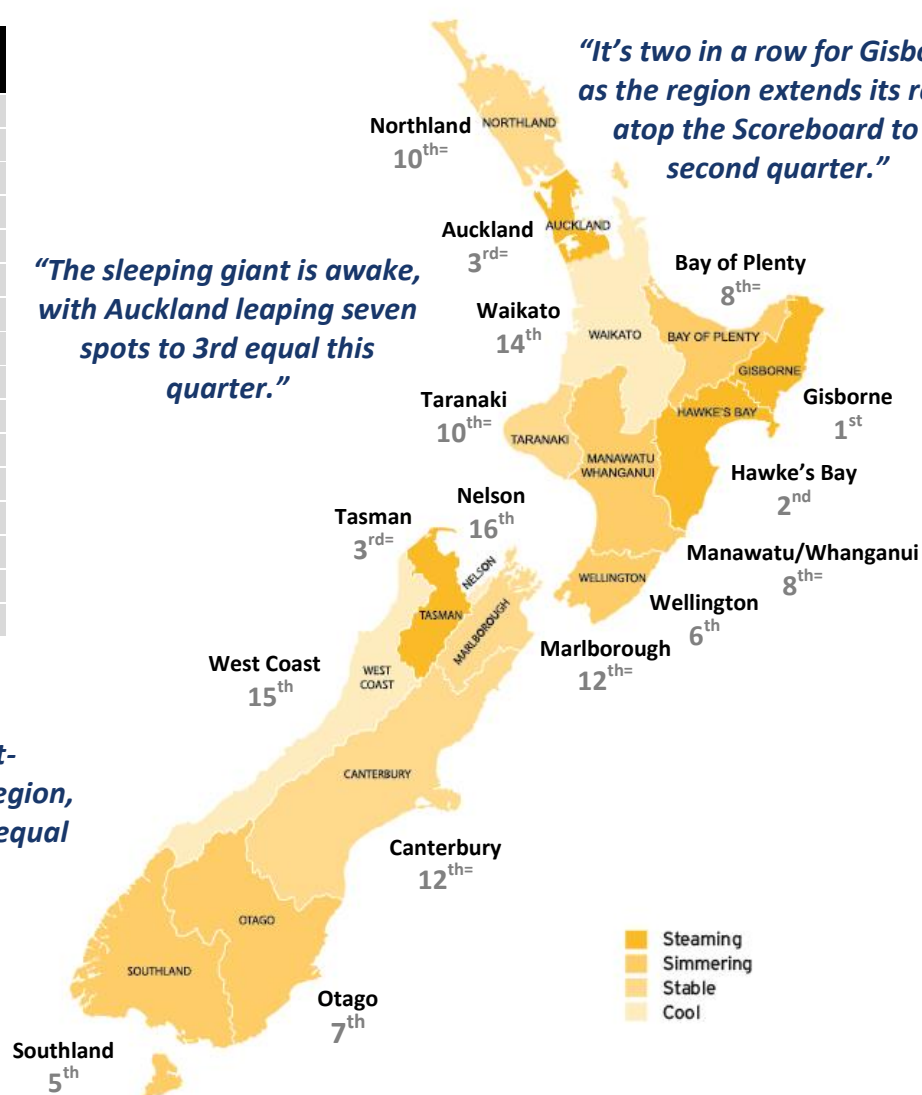 “It’s two in a row for
as the region extends its
atop the Scoreboard to
second quarter.”
Northland
10th=
NORTHLAND
Auckland
3rd=
AUCKLAND
“The sleeping giant is awake,
with Auckland leaping seven
spots to 3rd equal this
quarter.”
Bay of Plenty
8th=
Waikato
14th
WAIKATO
BAY OF PLENTY
GISBORNE
Gisborne
1st
Taranaki
10th=
HAWKE'S BAY
TARANAKI
MANAWATU
WHANGANUI
Hawke’s Bay
2nd
Nelson
16th
Tasman
3rd=
Manawatu/Whanganui
8th=
NELSON
WELLINGTON
Wellington
6th
TASMAN
MARLBOROUGH
Marlborough
12th=
West Coast
15th
WEST
COAST
egion,
equal
CANTERBURY
Canterbury
12th=
OTAGO
Steaming
Simmering
Stable
Cool
SOUTHLAND
Otago
7th
Southland
5th